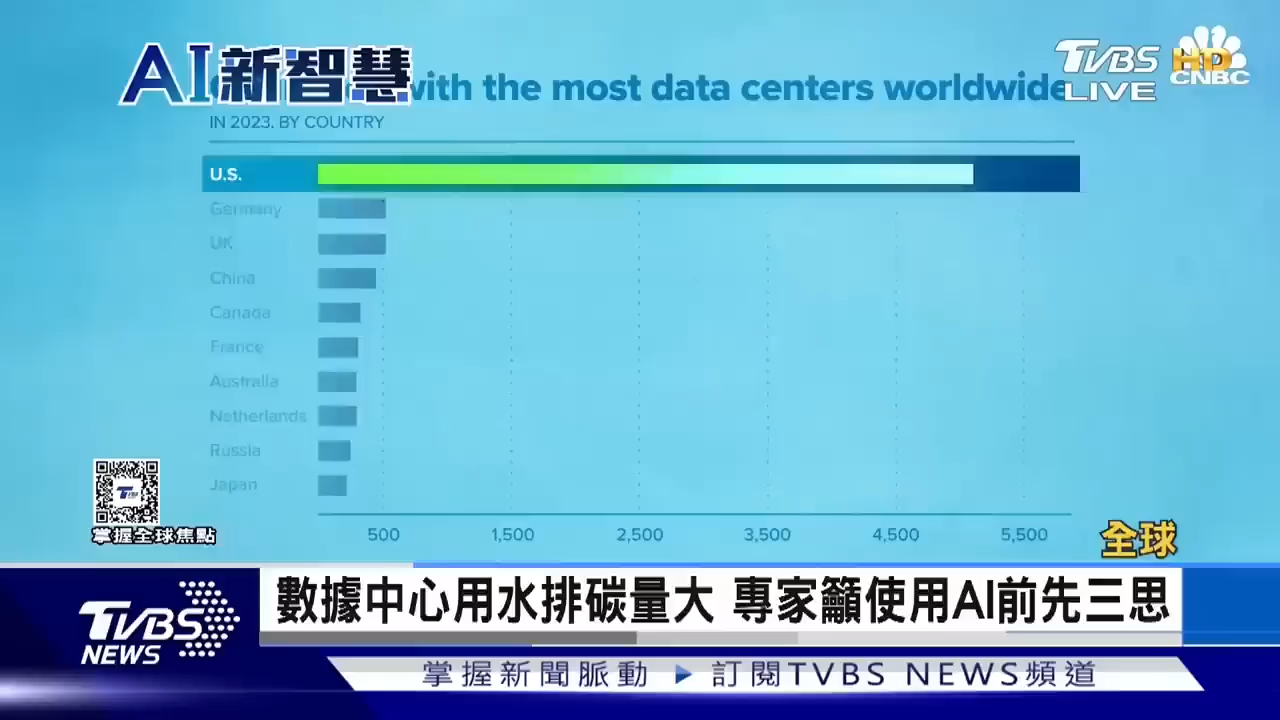 AI新智慧
with the most data centers worldwide
TVBS
LIVE
HD
CNBC
IN 2023. BY COUNTRY
U.S.
Germany
UK
China
Canada
France
Australia
Netherlands
Russia
Japan
500 1,500 2,500 3,500 4,500 5,500
掌握全球焦點
全球
數據中心用水排碳量大 專家籲使用AI前先三思
TVBS
NEWS
掌握新聞脈動 ▶ 訂閱TVBS NEWS頻道